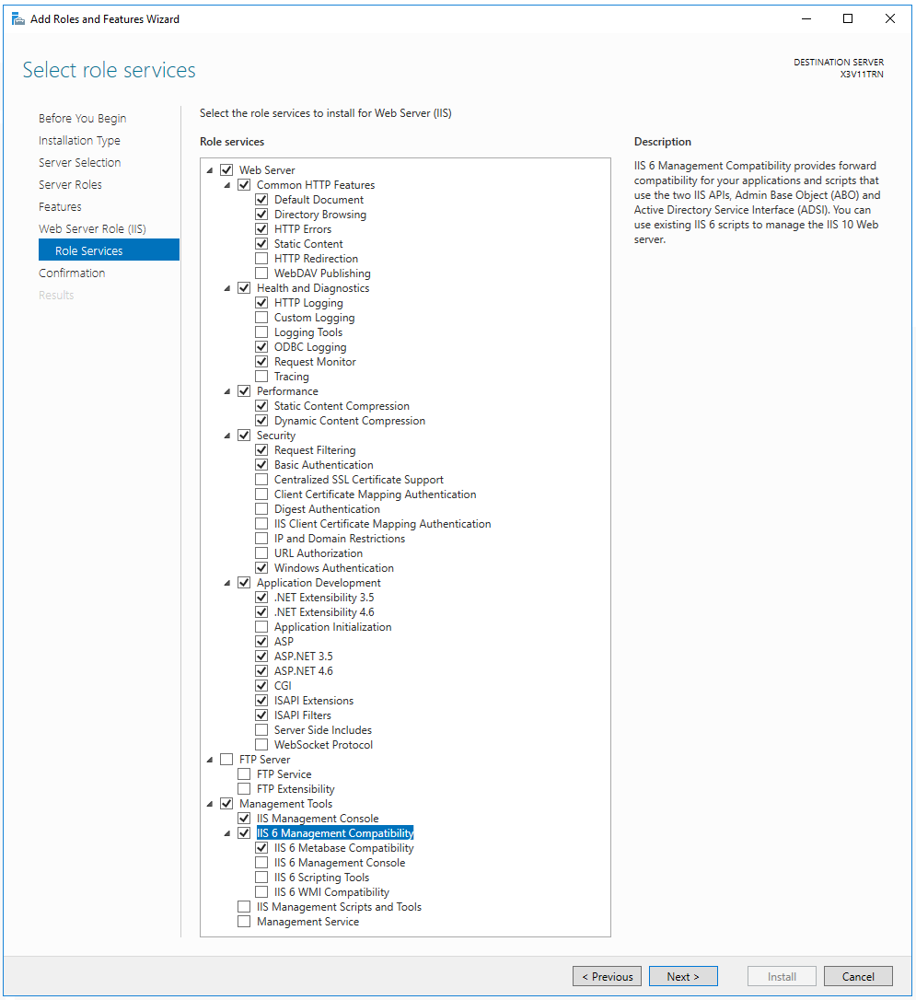 Add Roles and Features Wizard
Select role services
DESTINATION SERVER
X3V11TRN
Before You Begin
Installation Type
Server Selection
Server Roles
Features
Web Server Role (IIS)
Role Services
Confirmation
Results
Select the role services to install for Web Server (IIS)
Role services
Web Server
Common HTTP Features
Default Document
Directory Browsing
HTTP Errors
Static Content
HTTP Redirection
WebDAV Publishing
Health and Diagnostics
HTTP Logging
Custom Logging
Logging Tools
ODBC Logging
Request Monitor
Tracing
Performance
Static Content Compression
Dynamic Content Compression
Security
Request Filtering
Basic Authentication
Centralized SSL Certificate Support
Client Certificate Mapping Authentication
Digest Authentication
IIS Client Certificate Mapping Authentication
IP and Domain Restrictions
URL Authorization
Windows Authentication
Application Development
.NET Extensibility 3.5
.NET Extensibility 4.6
Application Initialization
ASP
ASP.NET 3.5
ASP.NET 4.6
CGI
ISAPI Extensions
ISAPI Filters
Server Side Includes
WebSocket Protocol
FTP Server
FTP Service
FTP Extensibility
Management Tools
IIS Management Console
IIS 6 Management Compatibility
IIS 6 Metabase Compatibility
IIS 6 Management Console
IIS 6 Scripting Tools
IIS 6 WMI Compatibility
IIS Management Scripts and Tools
Management Service
Description
IIS 6 Management Compatibility provides forward
compatibility for your applications and scripts that
use the two IIS APIs, Admin Base Object (ABO) and
Active Directory Service Interface (ADSI). You can
use existing IIS 6 scripts to manage the IIS 10 Web
server.
< Previous
Next >
Install
Cancel